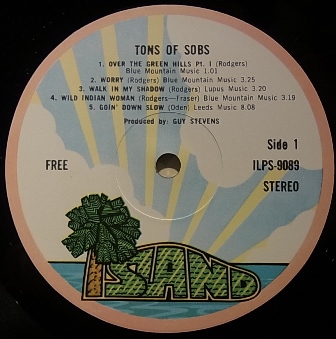 TONS OF SOBS
1. OVER THE GREEN HILLS PT. I (Rodgers)
Blue Mountain Music 1.01
2. WORRY (Rodgers) Blue Mountain Music 3.25
3. WALK IN MY SHADOW (Rodgers) Lupus Music 3.20
4. WILD INDIAN WOMAN (Rodgers—Fraser) Blue Mountain Music 3.19
5. GOIN' DOWN SLOW (Oden) Leeds Music 8.08
Produced by: GUY STEVENS
Side 1
FREE
ILPS-9089
STEREO
ISLAND